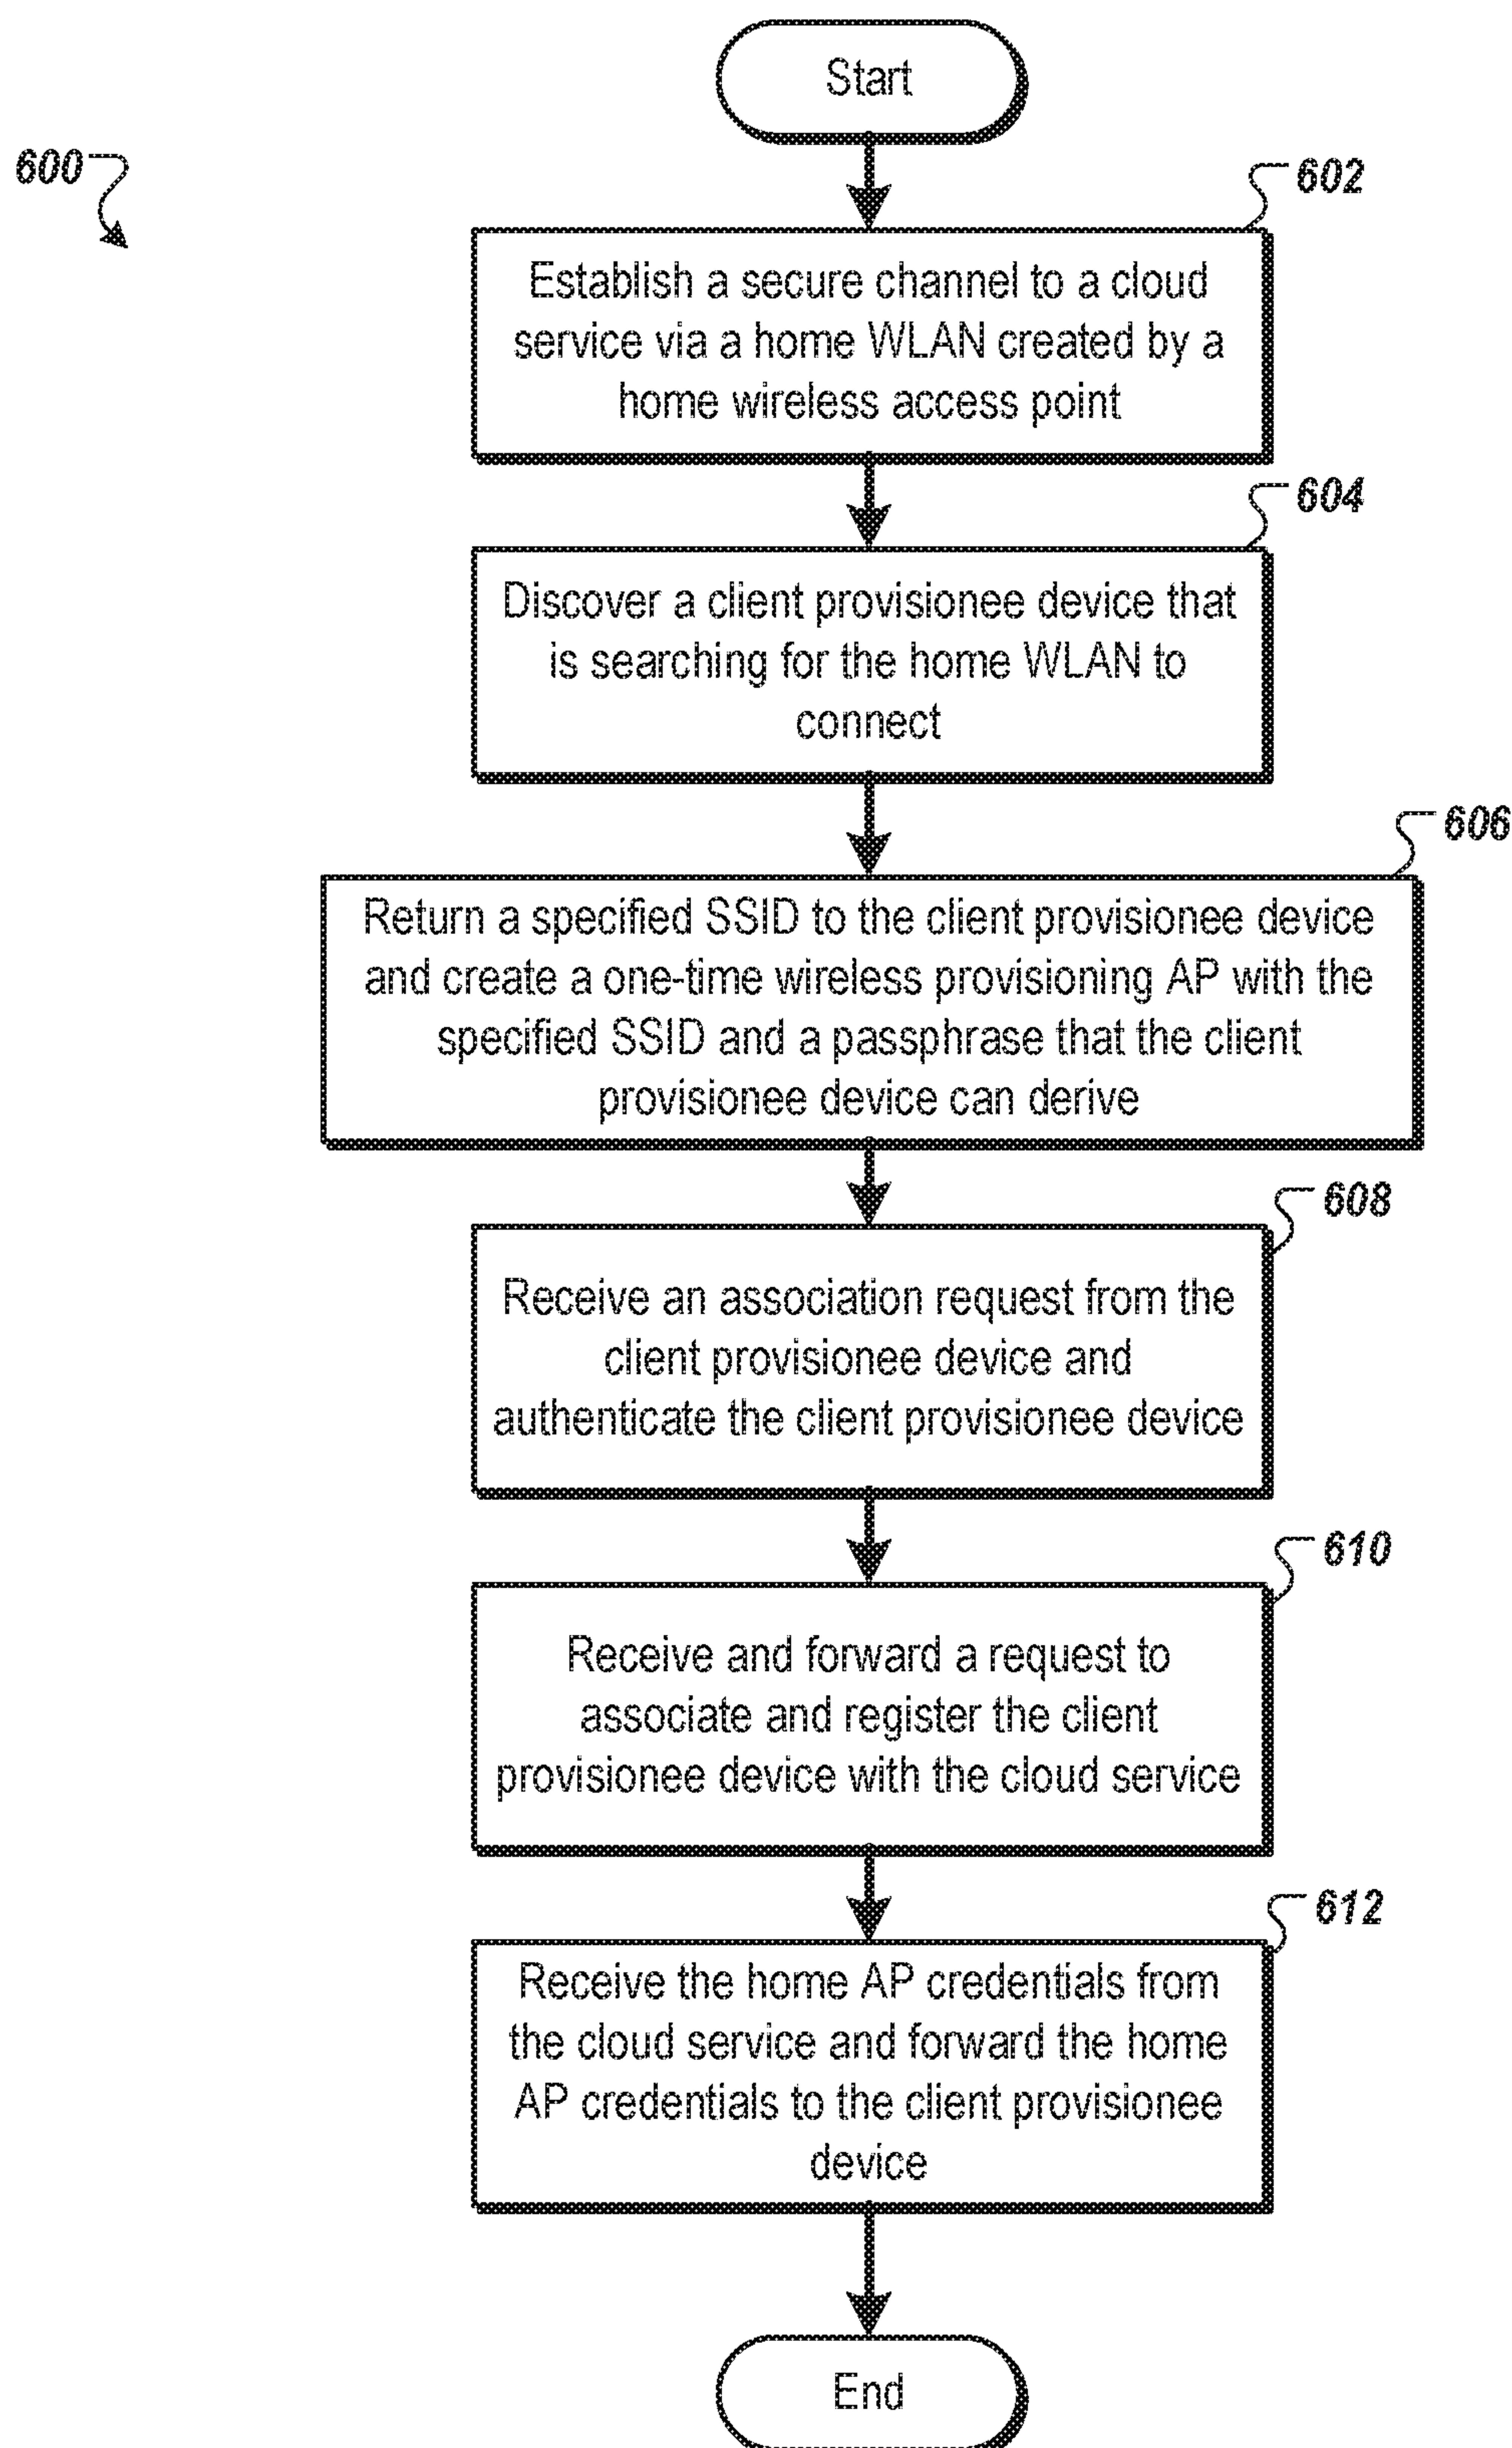 Start
600
602
Establish a secure channel to a cloud
service via a home WLAN created by a
home wireless access point
604
Discover a client provisionee device that
is searching for the home WLAN to
connect
606
Return a specified SSID to the client provisionee device
and create a one-time wireless provisioning AP with the
specified SSID and a passphrase that the client
provisionee device can derive
608
Receive an association request from the
client provisionee device and
authenticate the client provisionee device
610
Receive and forward a request to
associate and register the client
provisionee device with the cloud service
612
Receive the home AP credentials from
the cloud service and forward the home
AP credentials to the client provisionee
device
End